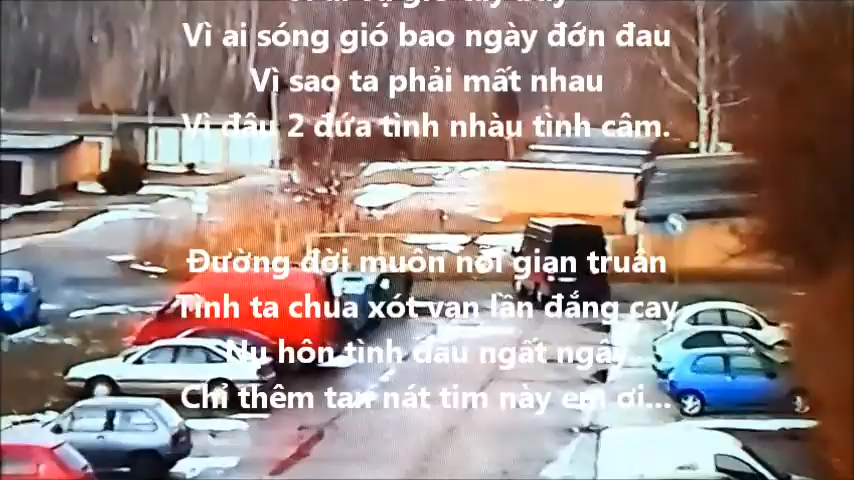 Vì ai sóng gió bao ngày đớn đau
Vì sao ta phải mất nhau
Vì đâu 2 đứa tình nhàu tình câm.
Đường đời muôn nỗi gian truân
Tình ta chua xót vạn lần đắng cay
Nụ hôn tình đầu ngất ngây
Chỉ thêm tan nát tim này em ơi...